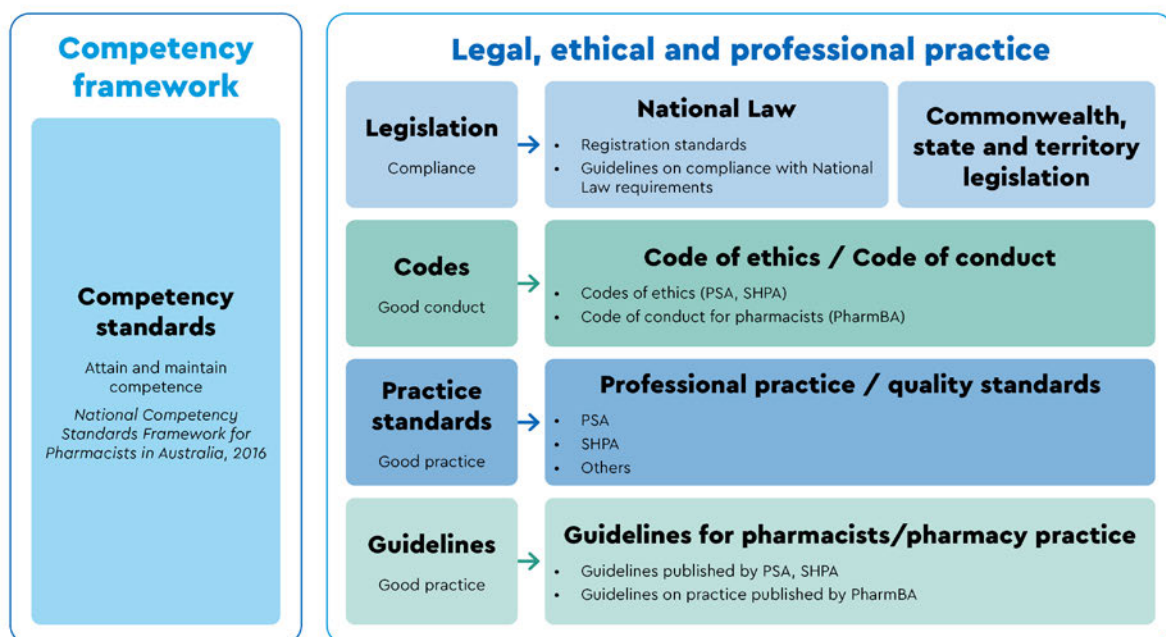 Competency
framework
Competency
standards
Attain and maintain
competence
National Competency
Standards Framework for
Pharmacists in Australia, 2016
Legal, ethical and professional practice
Legislation
Compliance
National Law
• Registration standards
• Guidelines on compliance with National
Law requirements
Commonwealth,
state and territory
legislation
Codes
Good conduct
Code of ethics / Code of conduct
• Codes of ethics (PSA, SHPA)
• Code of conduct for pharmacists (PharmBA)
Practice
standards
Good practice
Professional practice / quality standards
• PSA
• SHPA
• Others
Guidelines
Good practice
Guidelines for pharmacists/pharmacy practice
• Guidelines published by PSA, SHPA
• Guidelines on practice published by PharmBA